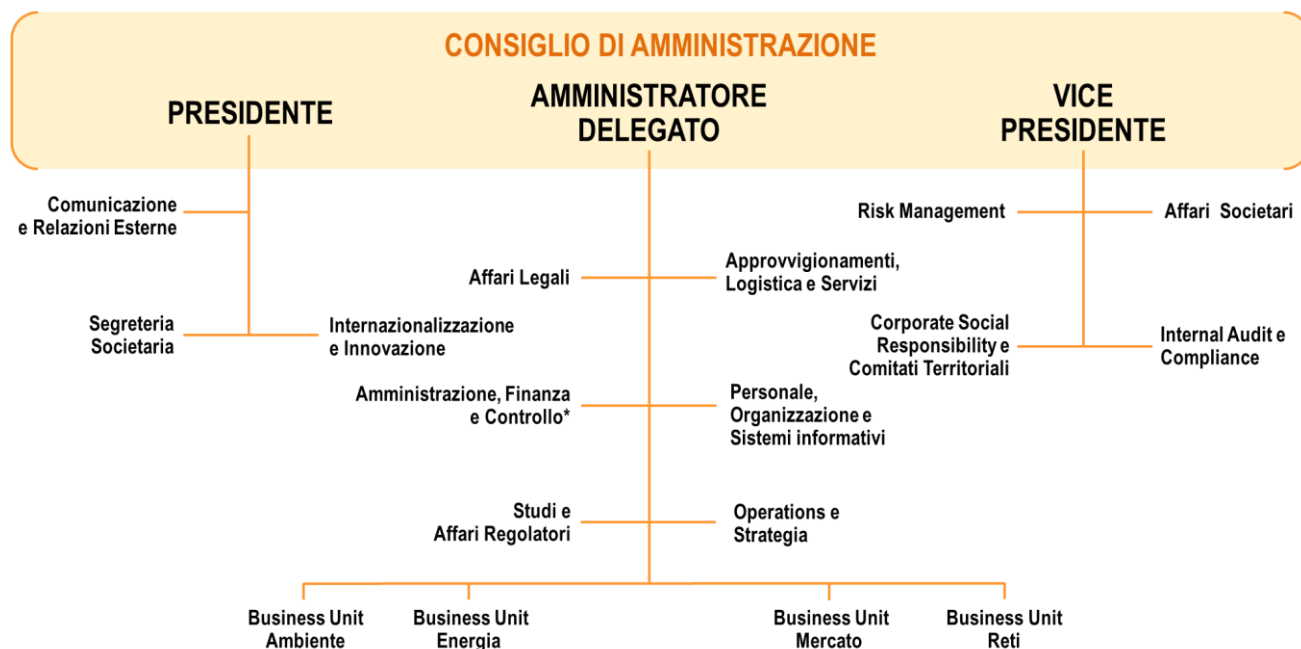 CONSIGLIO DI AMMINISTRAZIONE
PRESIDENTE
AMMINISTRATORE
DELEGATO
VICE
PRESIDENTE
Comunicazione
e Relazioni Esterne
Risk Management
Affari Societari
Affari Legali
Approvvigionamenti,
Logistica e Servizi
Segreteria
Societaria
Internazionalizzazione
e Innovazione
Corporate Social
Responsibility e
Comitati Territoriali
Internal Audit e
Compliance
Amministrazione, Finanza
e Controllo*
Personale,
Organizzazione e
Sistemi informativi
Studi e
Affari Regolatori
Operations e
Strategia
Business Unit
Ambiente
Business Unit
Energia
Business Unit
Mercato
Business Unit
Reti